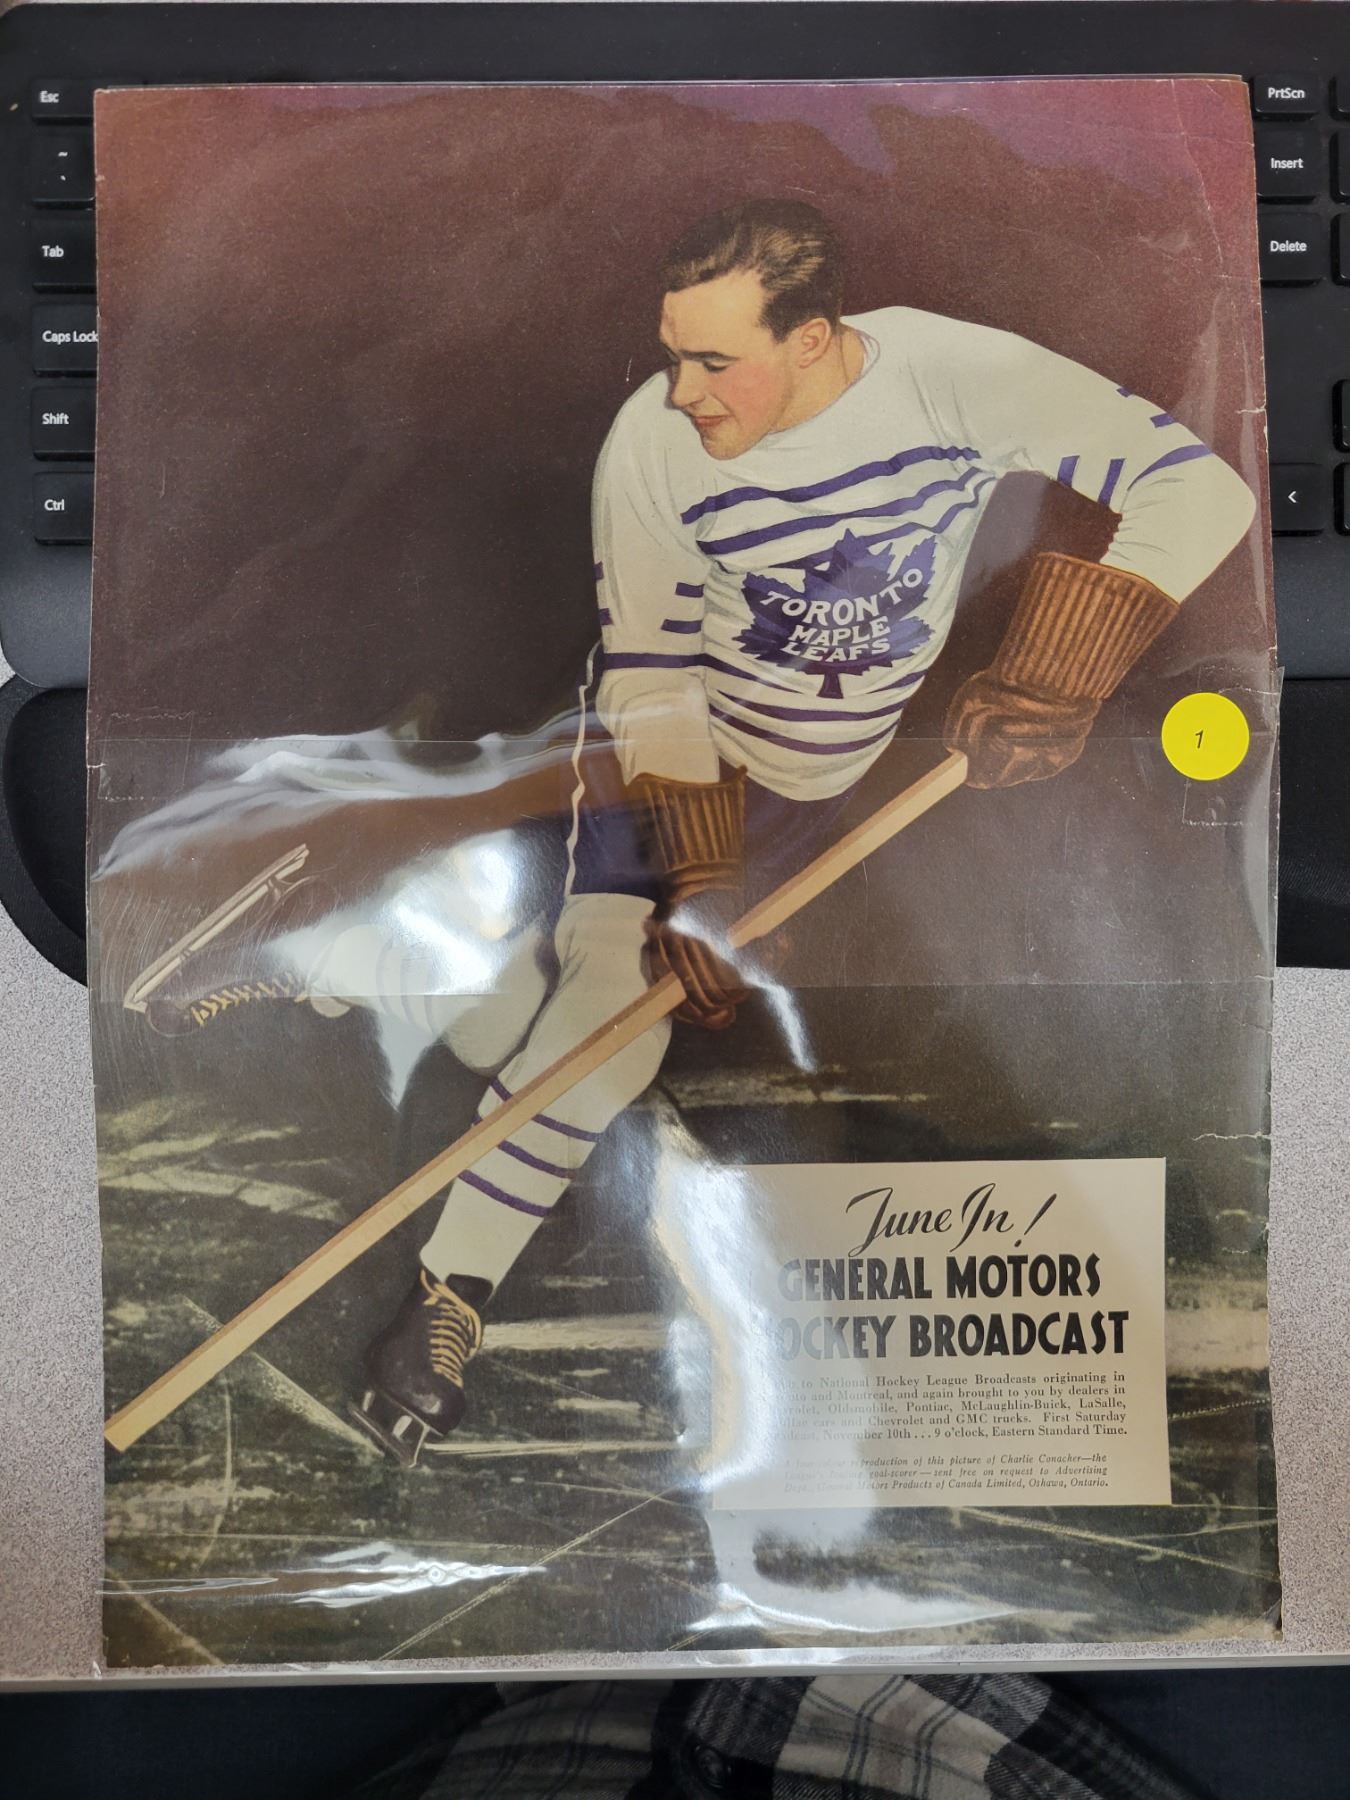 Esc
PrtScn
~
`
Insert
Tab
Delete
Caps Lock
Shift
Ctrl
<
TORONTO
MAPLE
LEAFS
1
Tune In!
GENERAL MOTORS
HOCKEY BROADCAST
to National Hockey League Broadcasts originating in
and Montreal, and again brought to you by dealers in
Oldsmobile, Pontiac, McLaughlin-Buick, LaSalle,
cars and Chevrolet and GMC trucks. First Saturday
November 10th . . . 9 o'clock, Eastern Standard Time.
reproduction of this picture of Charlie Conacher—the
League's goal-scorer — sent free on request to Advertising
Dept., General Motors Products of Canada Limited, Oshawa, Ontario.